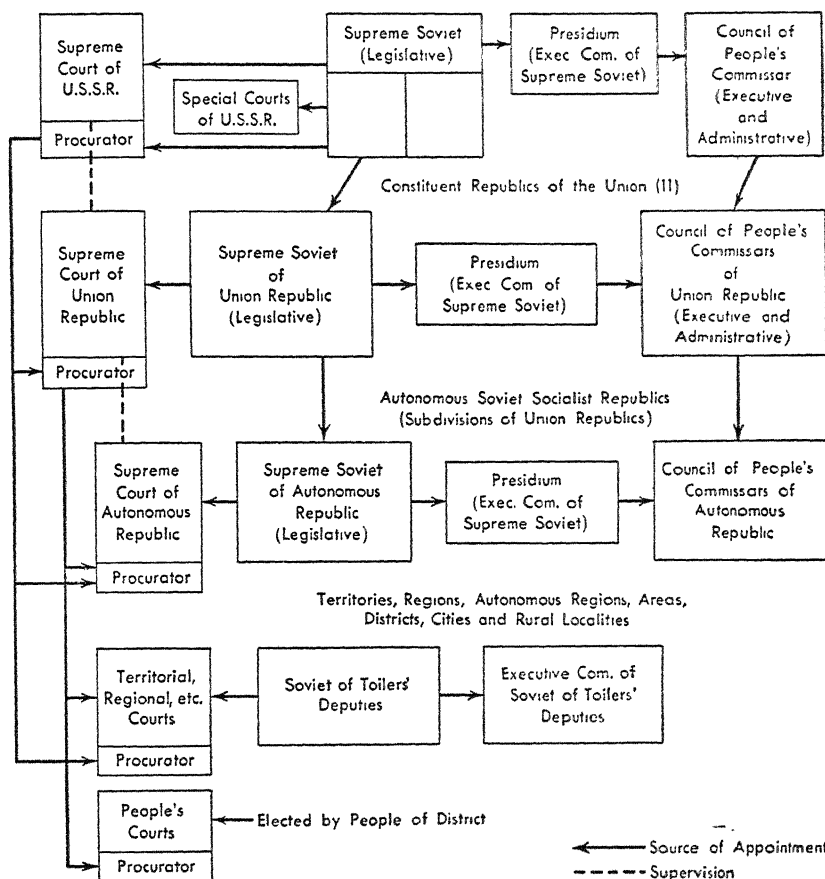 Supreme
Court of
U.S.S.R.
Procurator
Special Courts
of U.S.S.R.
Supreme Soviet
(Legislative)
Presidium
(Exec Com. of
Supreme Soviet)
Council of
People's
Commissar
(Executive
and
Administrative)
Constituent Republics of the Union (11)
Supreme
Court of
Union
Republic
Procurator
Supreme Soviet
of
Union Republic
(Legislative)
Presidium
(Exec Com of
Supreme Soviet)
Council of People's
Commissars
of
Union Republic
(Executive and
Administrative)
Autonomous Soviet Socialist Republics
(Subdivisions of Union Republics)
Supreme
Court of
Autonomous
Republic
Procurator
Supreme Soviet
of Autonomous
Republic
(Legislative)
Presidium
(Exec. Com. of
Supreme Soviet)
Council of People's
Commissars of
Autonomous
Republic
Territories, Regions, Autonomous Regions, Areas,
Districts, Cities and Rural Localities
Territorial,
Regional, etc.
Courts
Procurator
Soviet of Toilers'
Deputies
Executive Com. of
Soviet of Toilers'
Deputies
People's
Courts
Procurator
Elected by People of District
Source of Appointment
Supervision